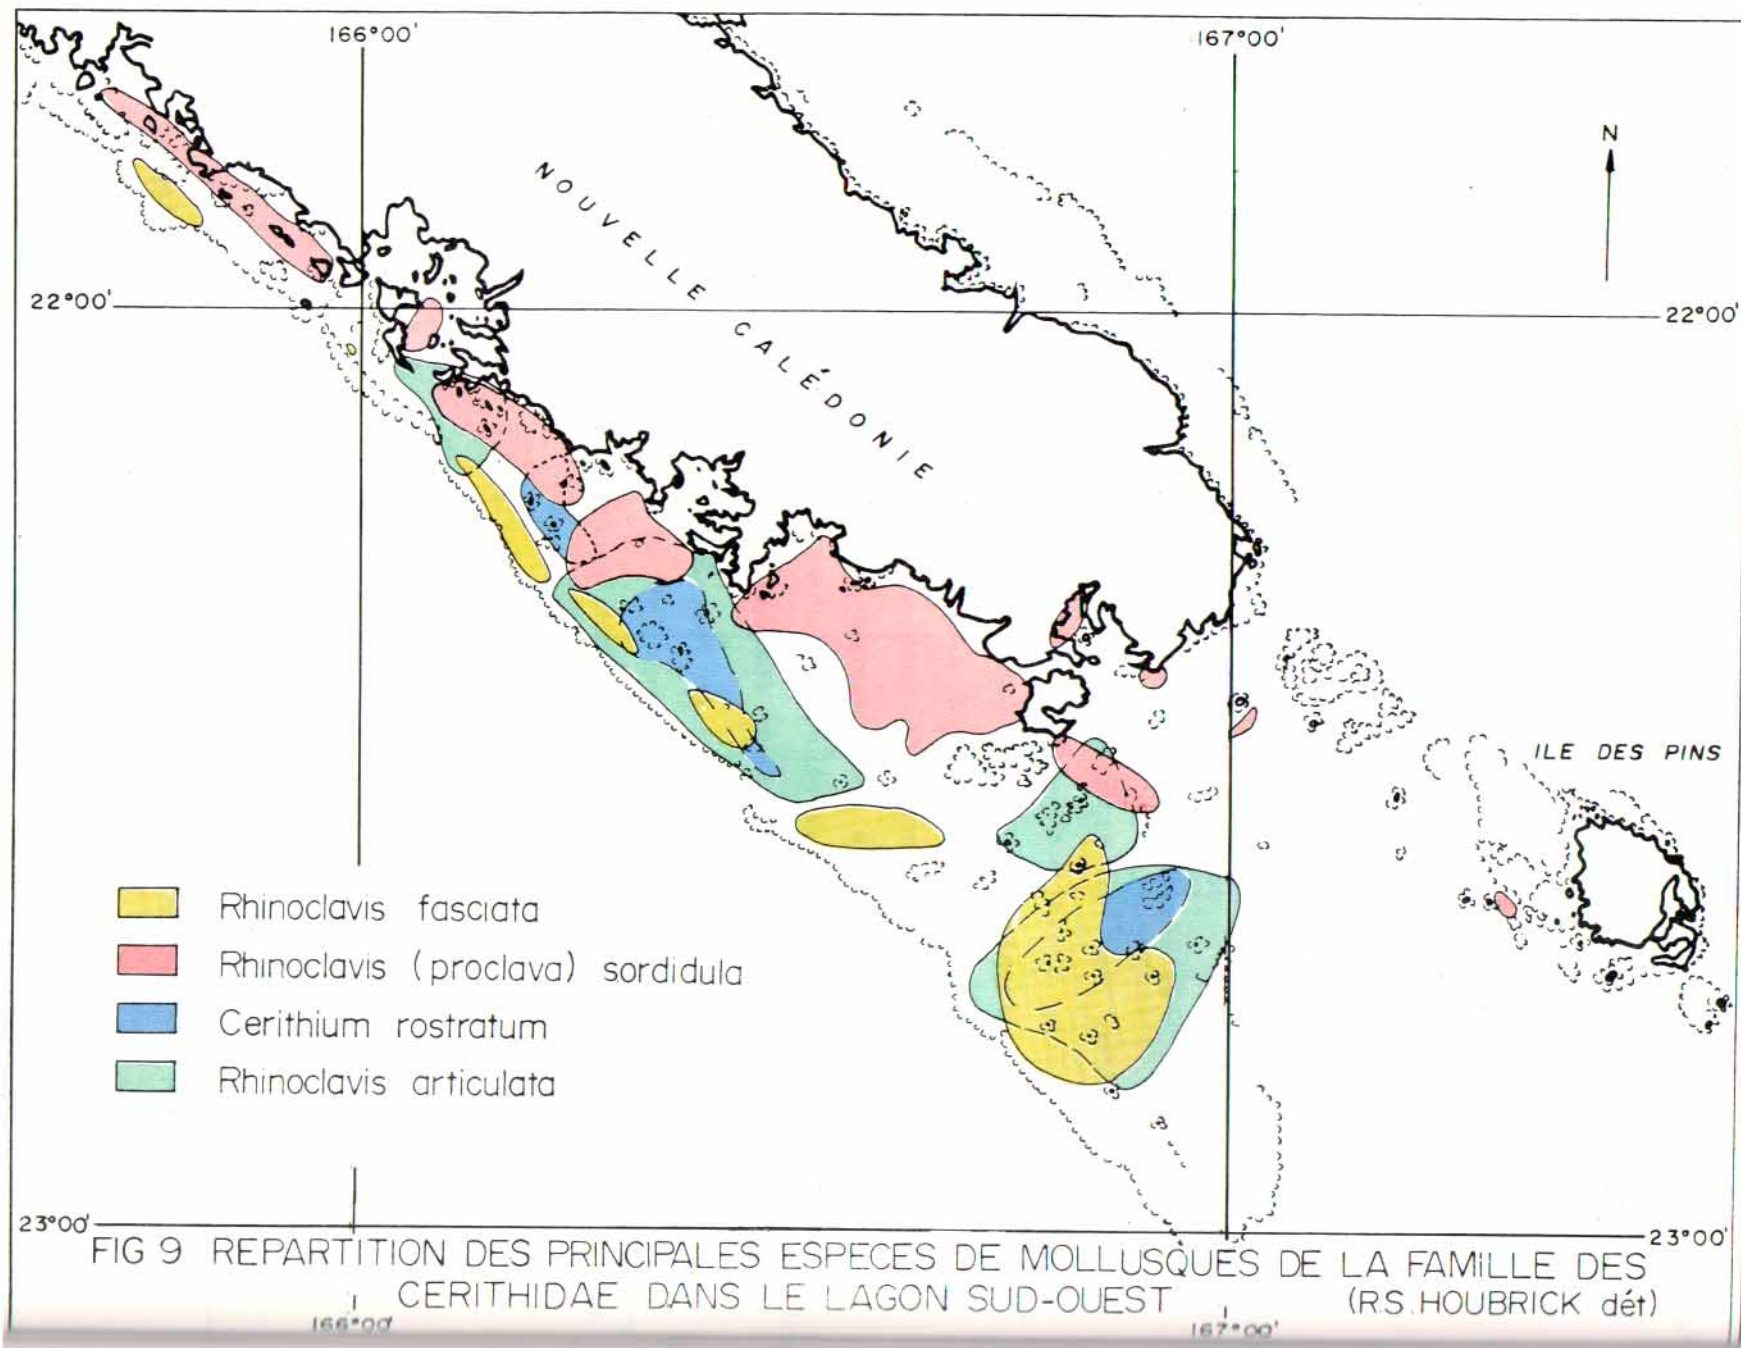 166°00'
167°00'
N
NOUVELLE CALÉDONIE
22°00'
22°00'
ILE DES PINS
Rhinoclavis fasciata
Rhinoclavis (proclava) sordidula
Cerithium rostratum
Rhinoclavis articulata
23°00'
23°00'
FIG 9 REPARTITION DES PRINCIPALES ESPECES DE MOLLUSQUES DE LA FAMILLE DES
CERITHIDAE DANS LE LAGON SUD-OUEST (R.S.HOUBRICK dét)
166°00'
167°00'